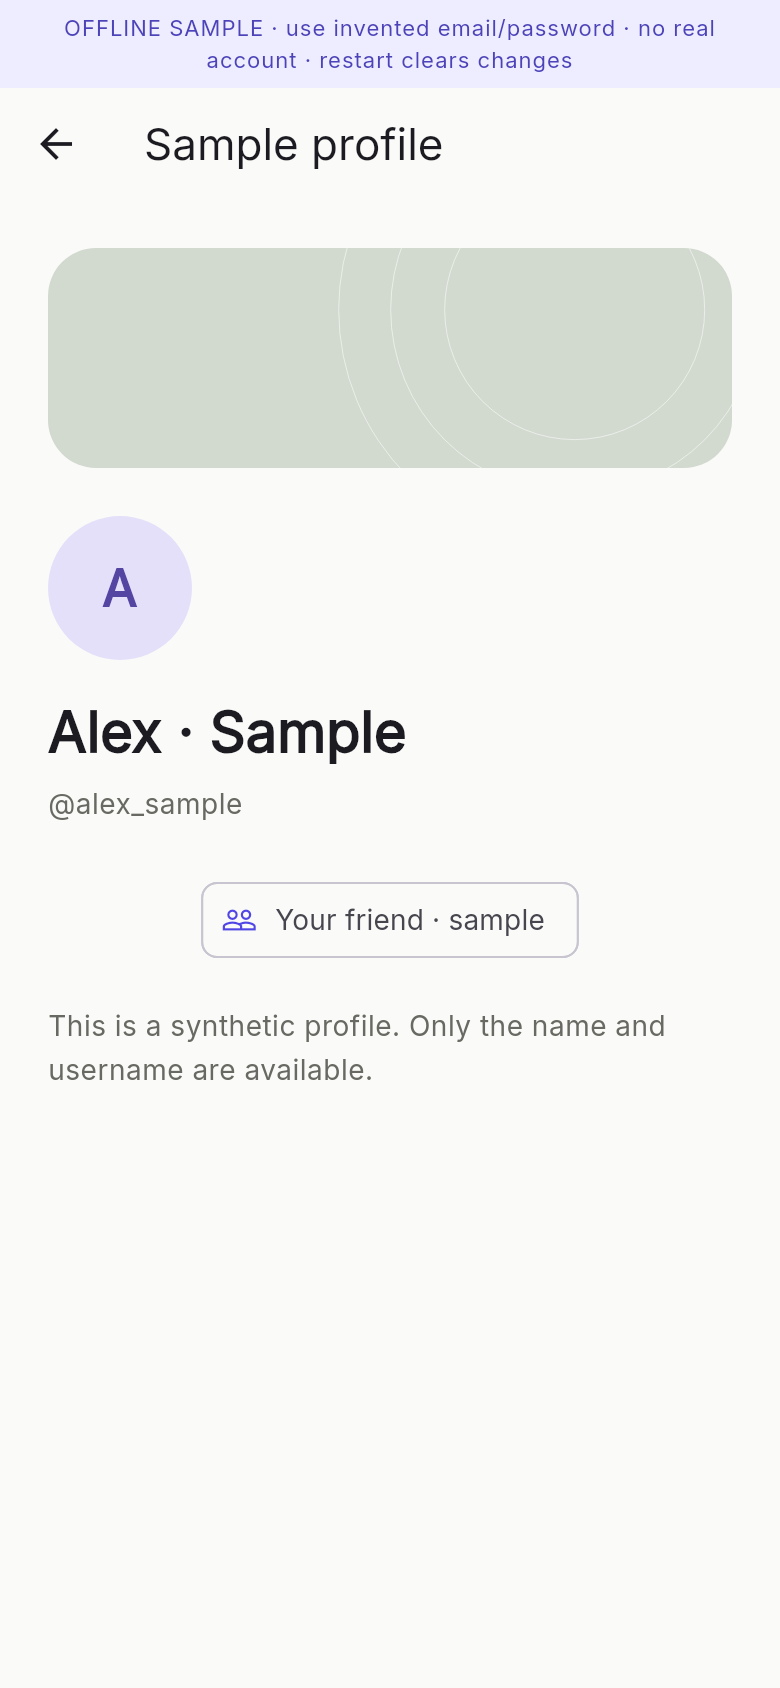 OFFLINE SAMPLE · use invented email/password · no real
account · restart clears changes
Sample profile
A
Alex · Sample
@alex_sample
Your friend · sample
This is a synthetic profile. Only the name and
username are available.